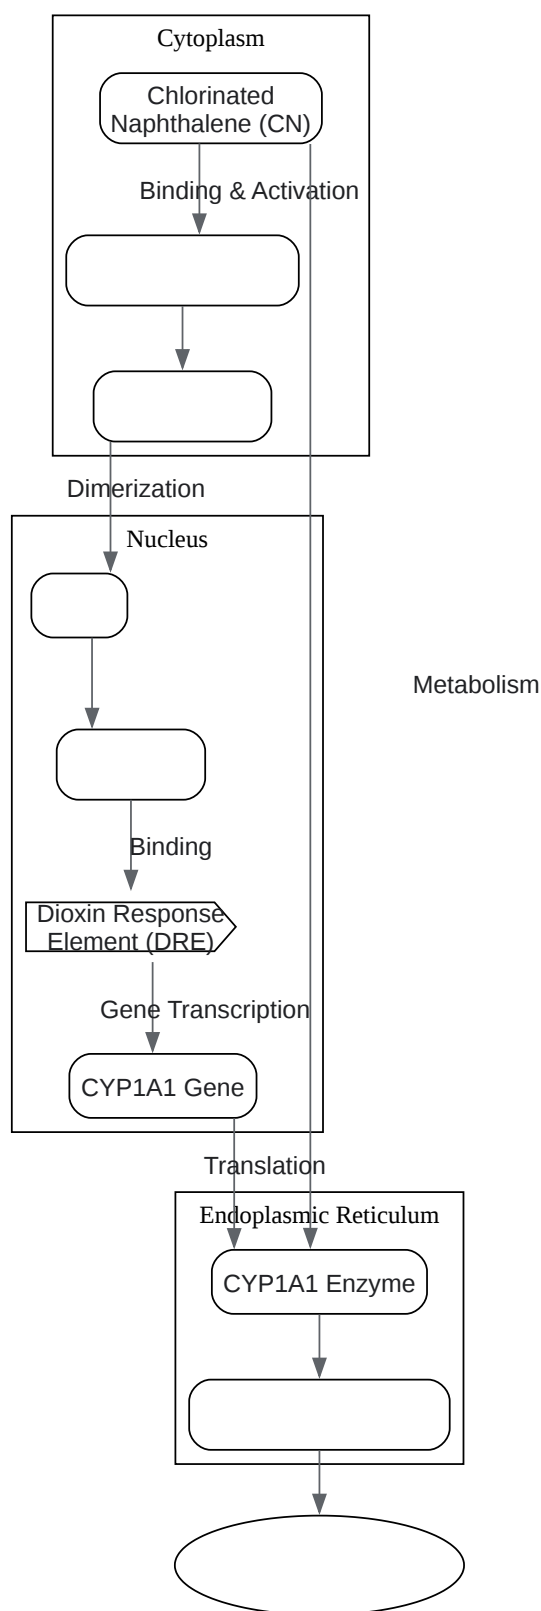 Cytoplasm
Chlorinated
Naphthalene (CN)
Binding & Activation
Dimerization
Nucleus
Metabolism
Binding
Dioxin Response
Element (DRE)
Gene Transcription
CYP1A1 Gene
Translation
Endoplasmic Reticulum
CYP1A1 Enzyme